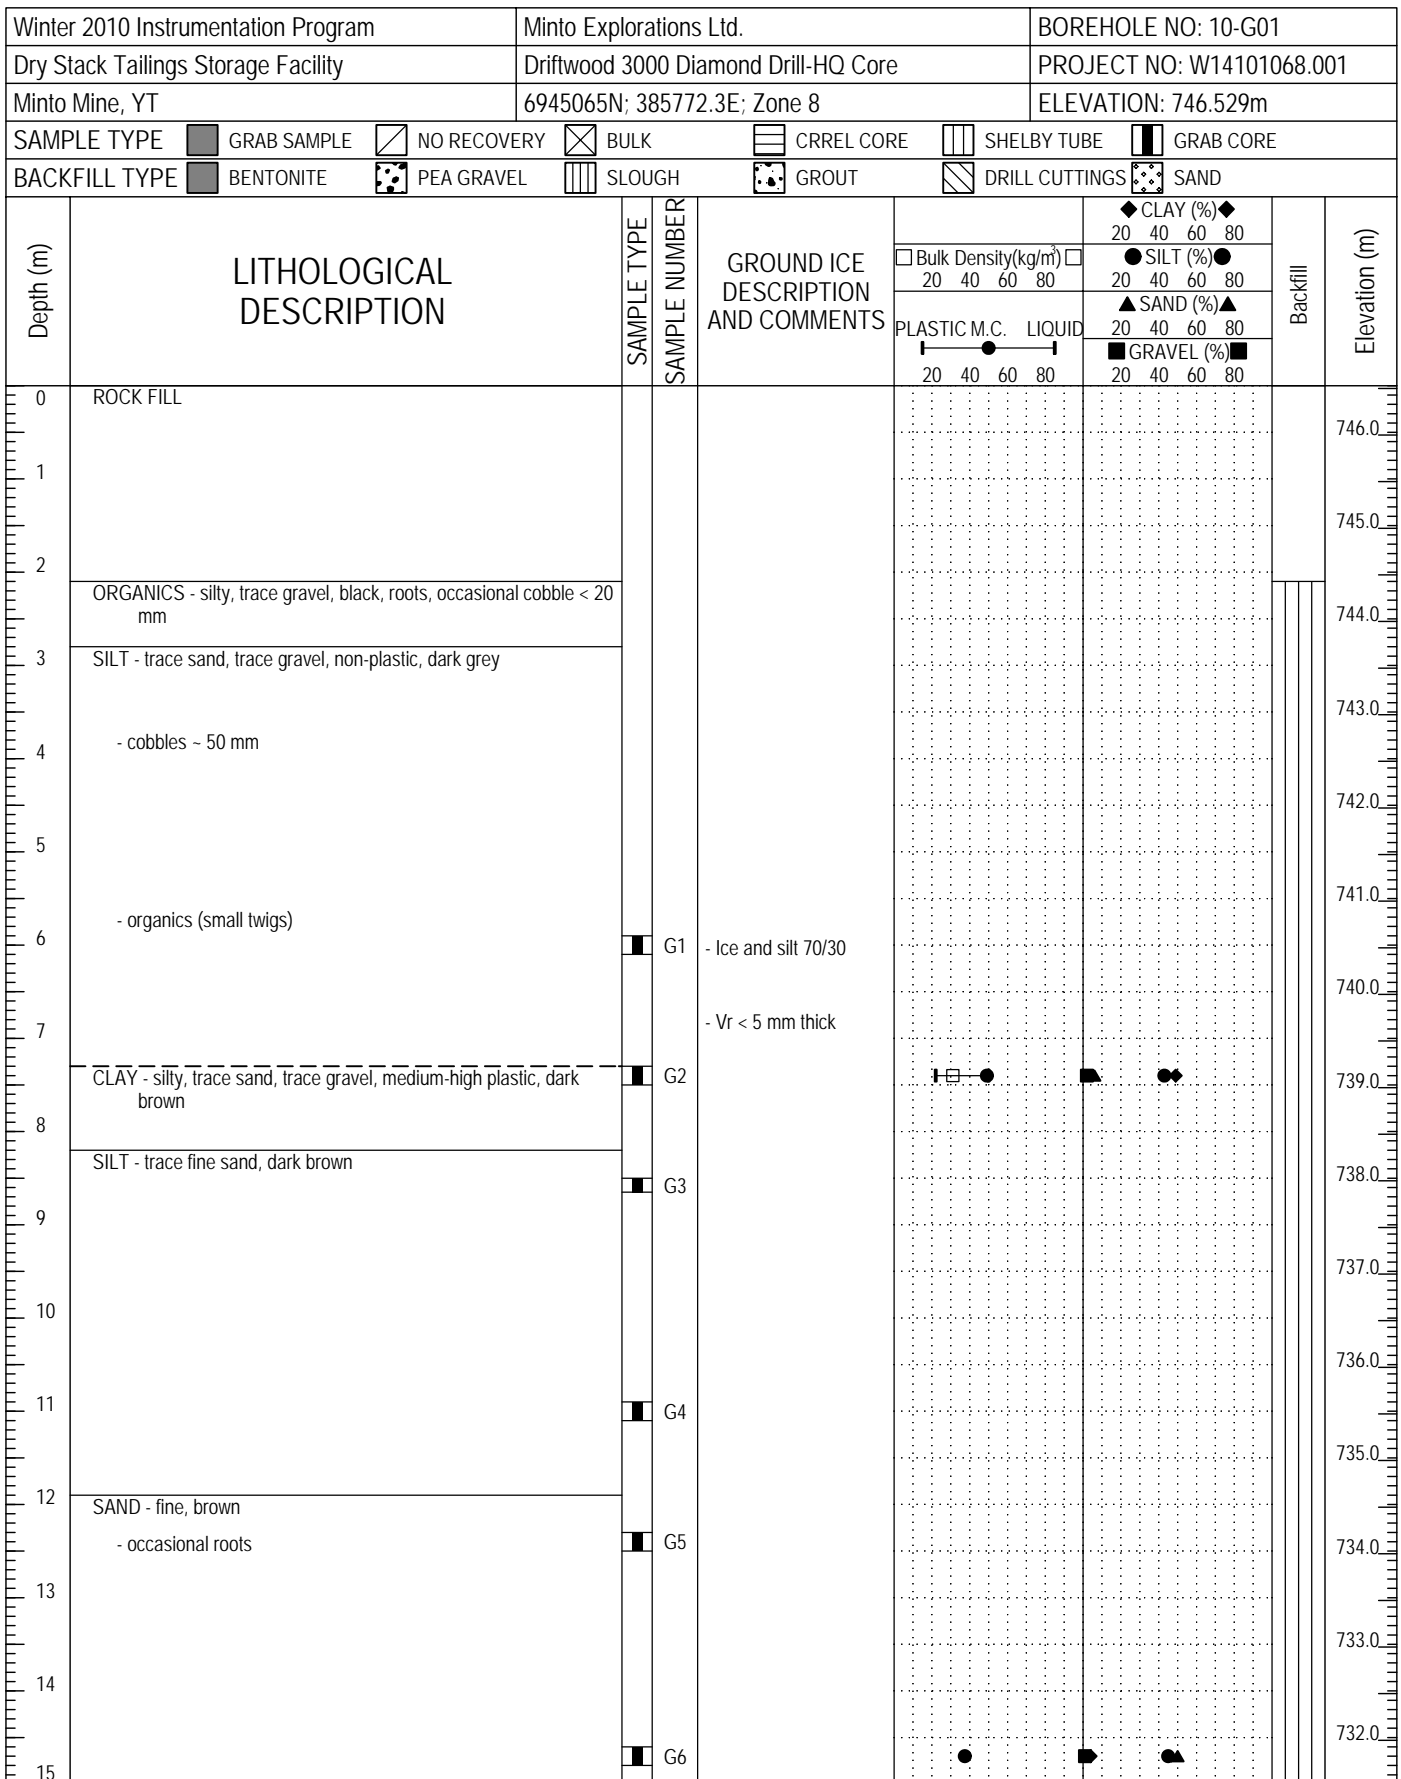 Winter 2010 Instrumentation Program
Minto Explorations Ltd.
BOREHOLE NO: 10-G01
Dry Stack Tailings Storage Facility
Driftwood 3000 Diamond Drill-HQ Core
PROJECT NO: W14101068.001
Minto Mine, YT
6945065N; 385772.3E; Zone 8
ELEVATION: 746.529m
SAMPLE TYPE GRAB SAMPLE NO RECOVERY BULK CRREL CORE SHELBY TUBE GRAB CORE
BACKFILL TYPE BENTONITE PEA GRAVEL SLOUGH GROUT DRILL CUTTINGS SAND
Depth (m)
LITHOLOGICAL
DESCRIPTION
SAMPLE TYPE
SAMPLE NUMBER
GROUND ICE
DESCRIPTION
AND COMMENTS
Bulk Density(kg/m³)
20 40 60 80
PLASTIC M.C. LIQUID
20 40 60 80
CLAY (%)
20 40 60 80
SILT (%)
20 40 60 80
SAND (%)
20 40 60 80
GRAVEL (%)
20 40 60 80
Backfill
Elevation (m)
0
ROCK FILL
746.0
1
745.0
2
ORGANICS - silty, trace gravel, black, roots, occasional cobble < 20
mm
744.0
3
SILT - trace sand, trace gravel, non-plastic, dark grey
743.0
- cobbles ~ 50 mm
4
742.0
5
741.0
- organics (small twigs)
6
G1
- Ice and silt 70/30
740.0
- Vr < 5 mm thick
7
CLAY - silty, trace sand, trace gravel, medium-high plastic, dark
brown
G2
739.0
8
SILT - trace fine sand, dark brown
738.0
G3
9
737.0
10
736.0
11
G4
735.0
12
SAND - fine, brown
- occasional roots
G5
734.0
13
733.0
14
732.0
G6
15